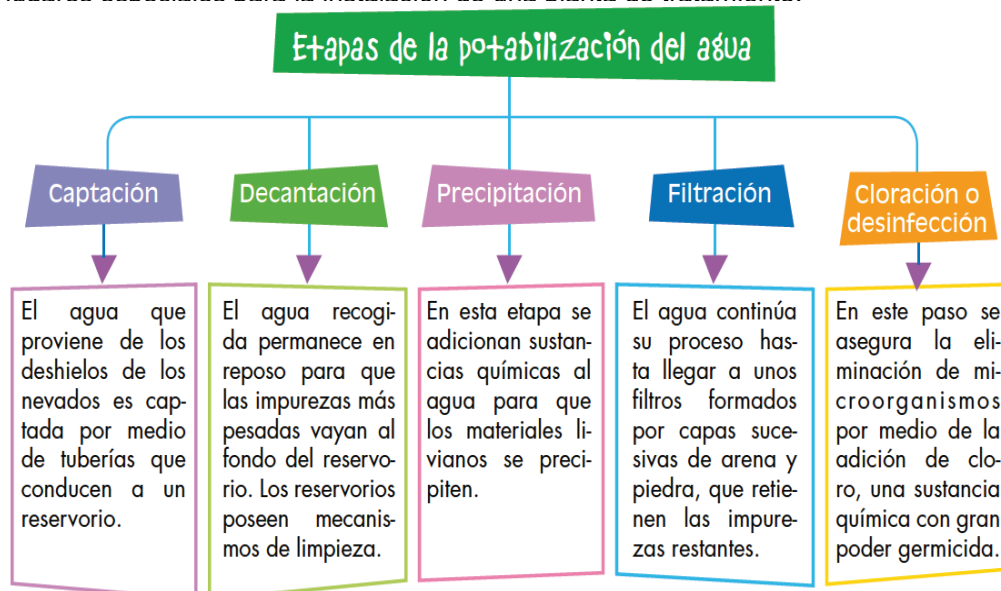 Etapas de la potabilización del agua
Captación
El agua que
proviene de los
deshielos de los
nevados es cap-
tada por medio
de tuberías que
conducen a un
reservorio.
Decantación
El agua recogi-
da permanece en
reposo para que
las impurezas más
pesadas vayan al
fondo del reservo-
rio. Los reservorios
poseen mecanis-
mos de limpieza.
Precipitación
En esta etapa se
adicionan sustan-
cias químicas al
agua para que
los materiales li-
vianos se preci-
piten.
Filtración
El agua continúa
su proceso has-
ta llegar a unos
filtros formados
por capas suce-
sivas de arena y
piedra, que retie-
nen las impure-
zas restantes.
Cloración o
desinfección
En este paso se
asegura la eli-
minación de mi-
croorganismos
por medio de la
adición de clo-
ro, una sustancia
química con gran
poder germicida.